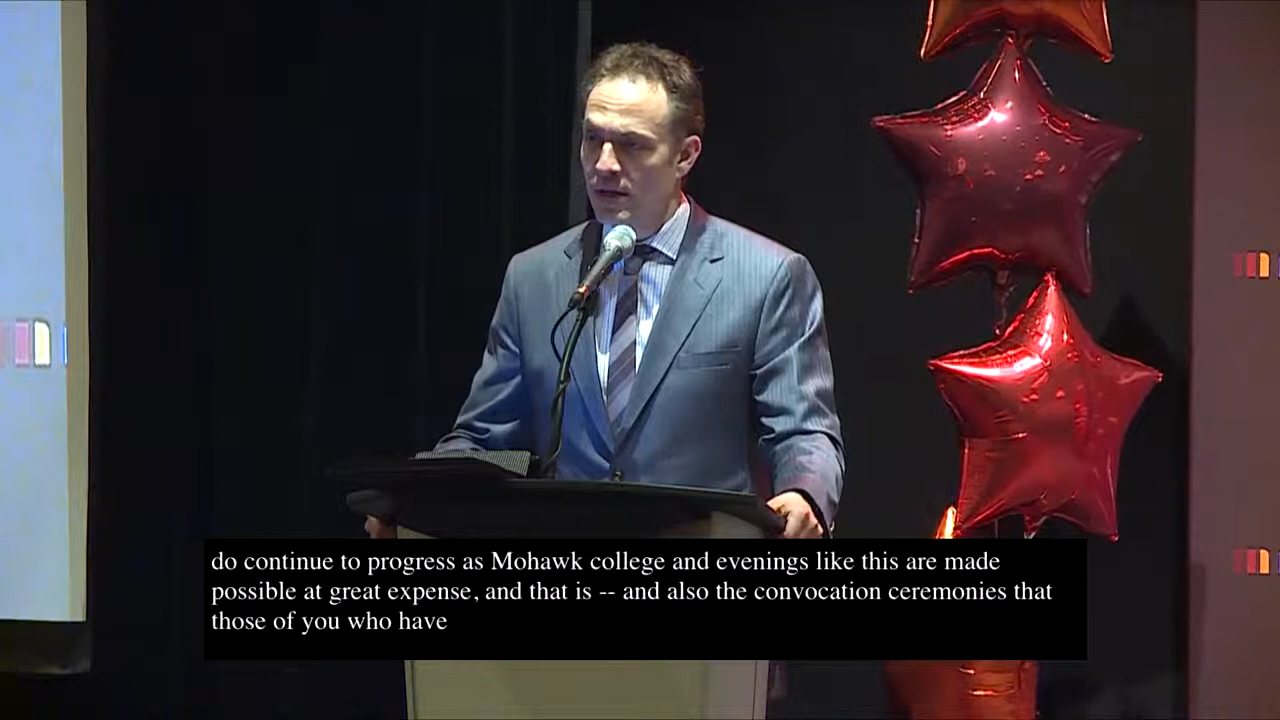 do continue to progress as Mohawk college and evenings like this are made
possible at great expense, and that is -- and also the convocation ceremonies that
those of you who have